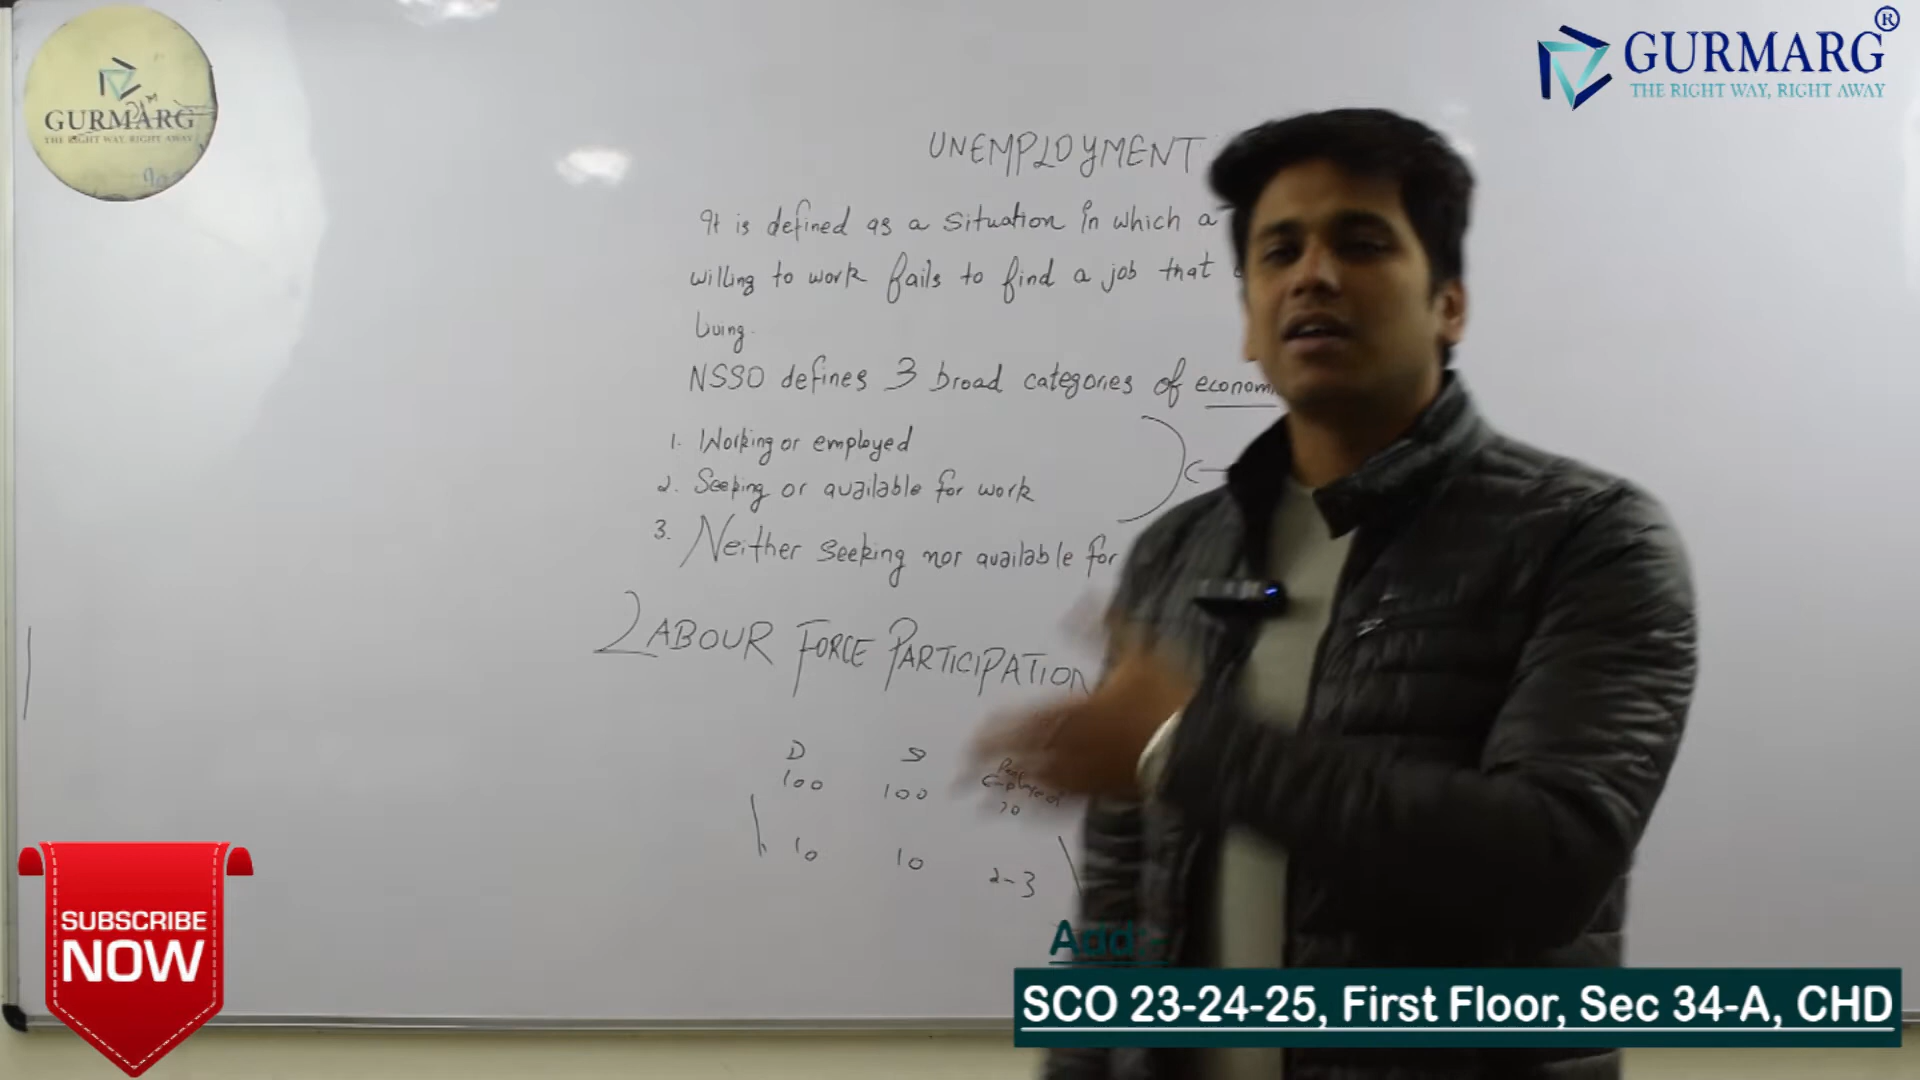 GURMARG
THE RIGHT WAY, RIGHT AWAY
GURMARG®
THE RIGHT WAY, RIGHT AWAY
UNEMPLOYMENT
It is defined as a situation in which a
willing to work fails to find a job that
living.
NSSO defines 3 broad categories of econom
1. Working or employed
2. Seeking or available for work
3. Neither seeking nor available for
LABOUR FORCE PARTICIPATION
D S
100 100
10 10 2-3
SUBSCRIBE
NOW
Add:-
SCO 23-24-25, First Floor, Sec 34-A, CHD